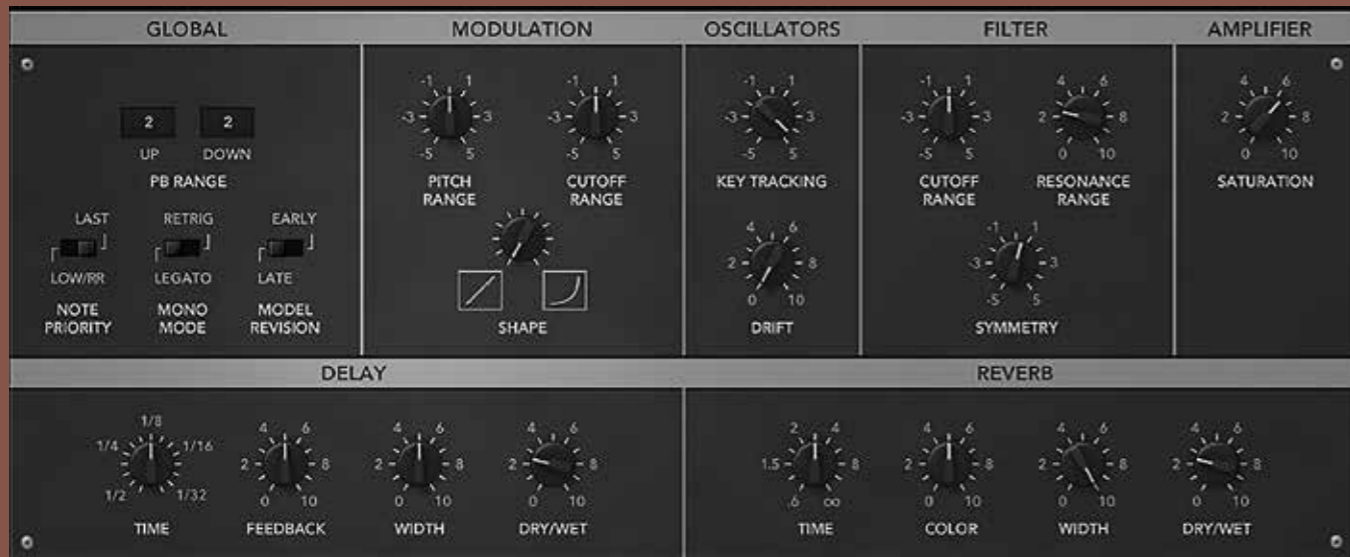 GLOBAL MODULATION OSCILLATORS FILTER AMPLIFIER
2 2
UP DOWN
PB RANGE
LAST RETRIG EARLY
LOW/RR LEGATO LATE
NOTE PRIORITY
MONO MODE
MODEL REVISION
-1 1
-3 3
-5 5
PITCH RANGE
-1 1
-3 3
-5 5
CUTOFF RANGE
SHAPE
-1 1
-3 3
-5 5
KEY TRACKING
4 6
2 8
0 10
DRIFT
-1 1
-3 3
-5 5
CUTOFF RANGE
4 6
2 8
0 10
RESONANCE RANGE
-1 1
-3 3
-5 5
SYMMETRY
4 6
2 8
0 10
SATURATION
DELAY REVERB
1/8
1/4 1/16
1/2 1/32
TIME
4 6
2 8
0 10
FEEDBACK
4 6
2 8
0 10
WIDTH
4 6
2 8
0 10
DRY/WET
2 4
1.5 8
.6 ∞
TIME
4 6
2 8
0 10
COLOR
4 6
2 8
0 10
WIDTH
4 6
2 8
0 10
DRY/WET